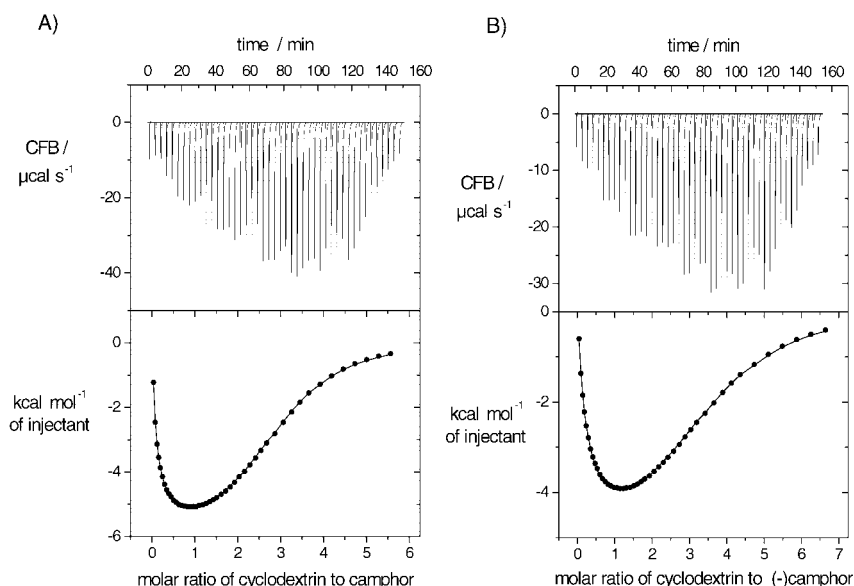 A)
time / min
0 20 40 60 80 100 120 140 160
0
CFB /
µcal s⁻¹
-20
-40
0
kcal mol⁻¹
of injectant
-2
-4
-6
0 1 2 3 4 5 6
molar ratio of cyclodextrin to camphor
B)
time / min
0 20 40 60 80 100 120 140 160
0
-10
CFB /
µcal s⁻¹
-20
-30
0
kcal mol⁻¹
of injectant
-2
-4
0 1 2 3 4 5 6 7
molar ratio of cyclodextrin to (-)camphor